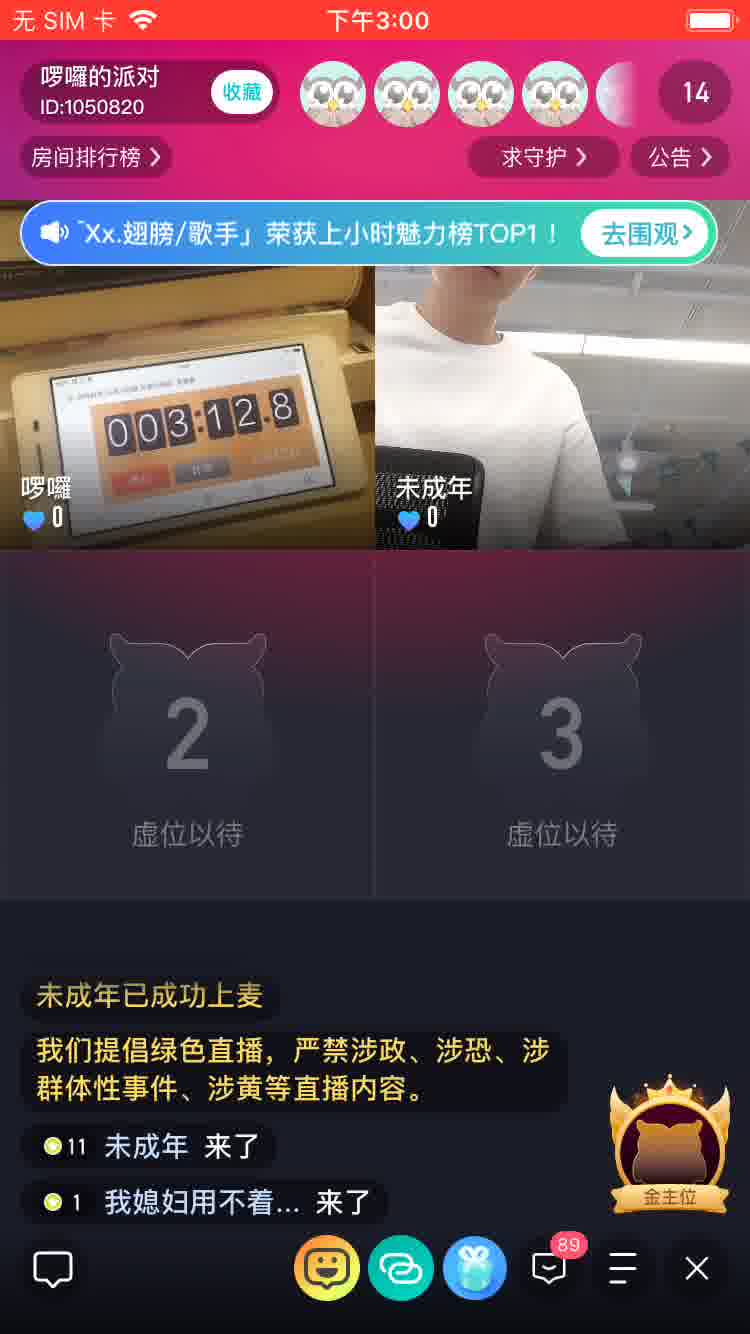 无 SIM 卡
下午3:00
啰囉的派对
ID:1050820
收藏
14
房间排行榜
求守护
公告
Xx.翅膀/歌手」荣获上小时魅力榜TOP1！
去围观
003:12.8
啰囉
0
未成年
0
2
3
虚位以待
虚位以待
未成年已成功上麦
我们提倡绿色直播，严禁涉政、涉恐、涉
群体性事件、涉黄等直播内容。
11 未成年 来了
1 我媳妇用不着... 来了
金主位
89